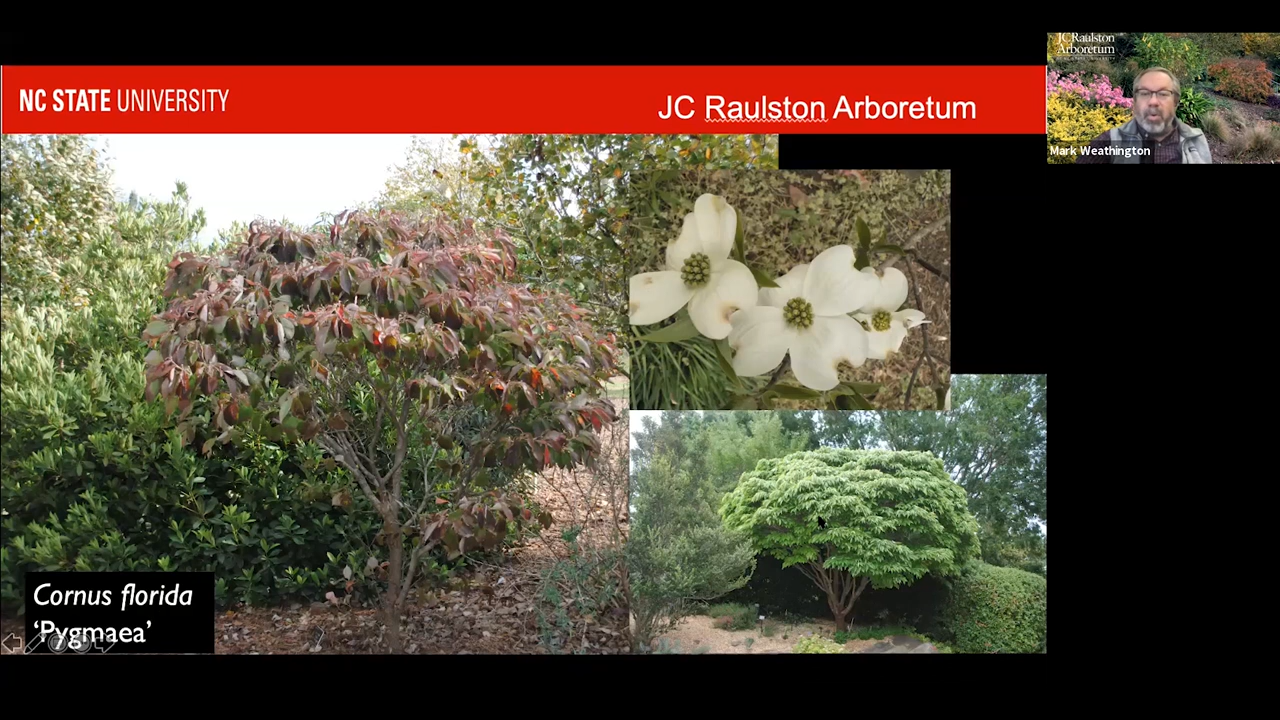 NC STATE UNIVERSITY
JC Raulston Arboretum
JC Raulston
Arboretum
Mark Weathington
Cornus florida
‘Pygmaea’